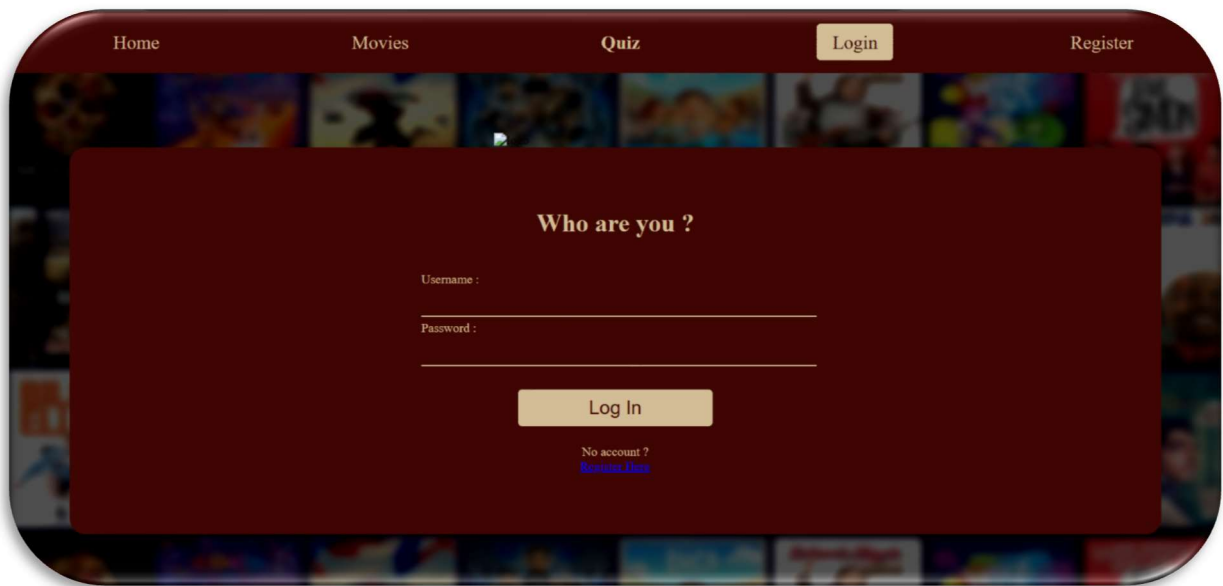 Home Movies Quiz Login Register
Who are you ?
Username :
Password :
Log In
No account ?
Register Here